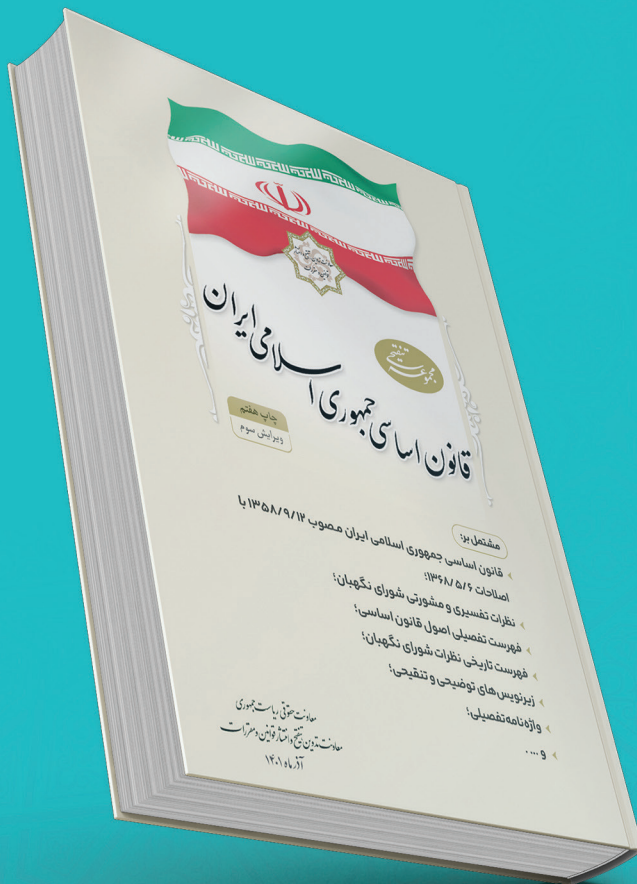 مجموعه تنقیحی
قانون اساسی جمهوری اسلامی ایران
چاپ هفتم
ویرایش سوم
مشتمل بر:
قانون اساسی جمهوری اسلامی ایران مصوب ۱۳۵۸/۹/۱۲ با
اصلاحات ۱۳۶۸/۵/۶؛
نظرات تفسیری و مشورتی شورای نگهبان؛
فهرست تفصیلی اصول قانون اساسی؛
فهرست تاریخی نظرات شورای نگهبان؛
زیرنویس‌های توضیحی و تنقیحی؛
واژه‌نامه تفصیلی؛
و ... .
معاونت حقوقی ریاست جمهوری
معاونت تدوین، تنقیح و انتشار قوانین و مقررات
آذر ماه ۱۴۰۱